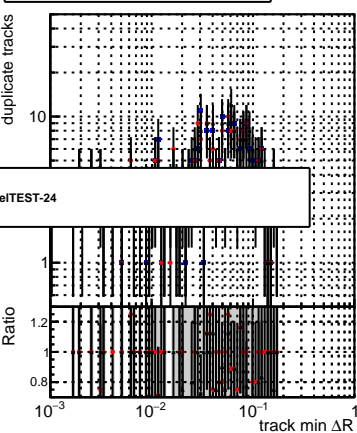 duplicate tracks
10
elTEST-24
1
Ratio
1.2
1
0.8
10⁻³ 10⁻² 10⁻¹ 1
track min ΔR